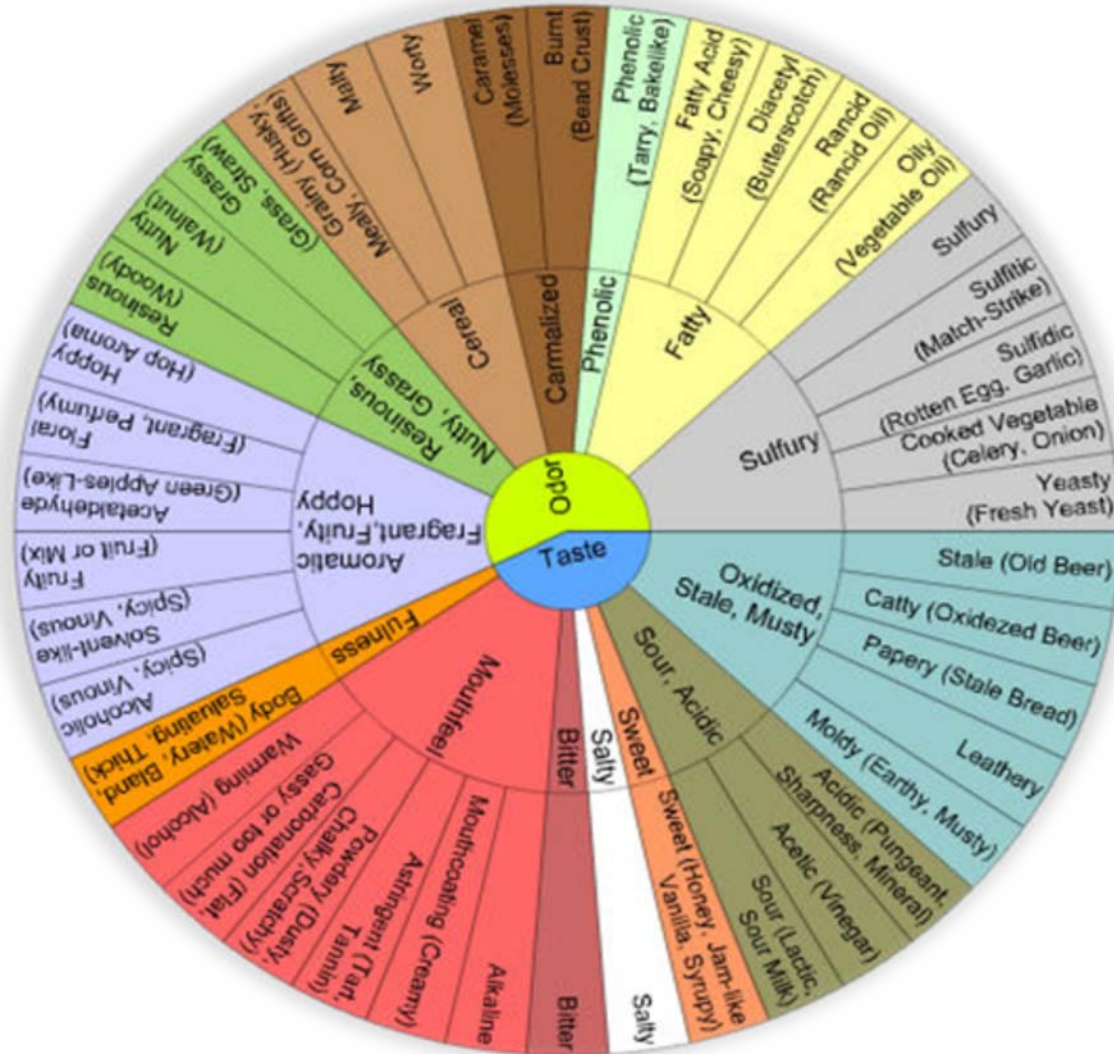 Odor
Taste
Phenolic
Fatty
Sulfury
Oxidized,
Stale, Musty
Sour, Acidic
Sweet
Salty
Bitter
Mouthfeel
Fulness
Aromatic
Fragrant,Fruity,
Hoppy
Resinous,
Nutty, Grassy
Cereal
Carmalized
Phenolic
(Tarry, Bakelike)
Fatty Acid
(Soapy, Cheesy)
Diacetyl
(Butterscotch)
Rancid
(Rancid Oil)
Oily
(Vegetable Oil)
Sulfury
Sulfitic
(Match-Strike)
Sulfidic
(Rotten Egg, Garlic)
Cooked Vegetable
(Celery, Onion)
Yeasty
(Fresh Yeast)
Stale (Old Beer)
Catty (Oxidezed Beer)
Papery (Stale Bread)
Leathery
Moldy (Earthy, Musty)
Acidic (Pungeant,
Sharpness, Mineral)
Acetic (Vinegar)
Sour (Lactic,
Sour Milk)
Sweet (Honey, Jam-like
Vanilla, Syrupy)
Salty
Bitter
Alkaline
Mouthcoating (Creamy)
Astringent (Tart,
Tannin)
Powdery (Dusty,
Chalky,Scratchy)
Carbonation (Flat,
Gassy or too much)
Warming (Alcohol)
Body (Watery, Bland,
Saluating, Thick)
Alcoholic
(Spicy, Vinous)
Solvent-like
(Spicy, Vinous)
Fruity
(Fruit or Mix)
Acetaldehyde
(Green Apples-Like)
Floral
(Fragrant, Perfumy)
Hoppy
(Hop Aroma)
Resinous
(Woody)
Nutty
(Walnut)
Grassy
(Grass, Straw)
Grainy (Husky,
Mealy, Corn Grifts)
Malty
Worty
Caramel
(Molesses)
Burnt
(Bead Crust)